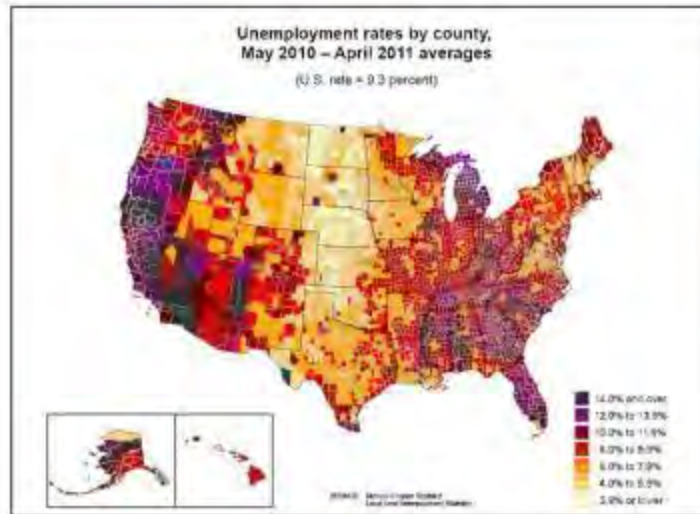 Unemployment rates by county,
May 2010 – April 2011 averages
(U.S. rate = 9.3 percent)
14.0% and over
12.0% to 13.9%
10.0% to 11.9%
8.0% to 9.9%
6.0% to 7.9%
4.0% to 5.9%
3.9% or lower